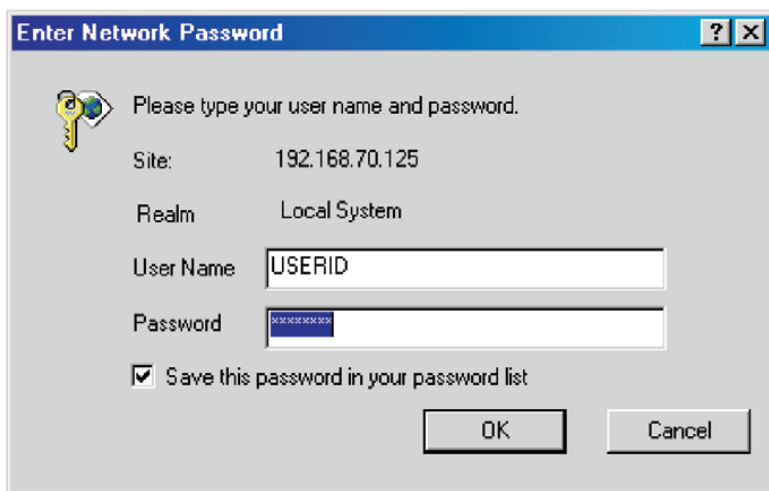 Enter Network Password ? X
Please type your user name and password.
Site: 192.168.70.125
Realm Local System
User Name USERID
Password ********
Save this password in your password list
OK Cancel